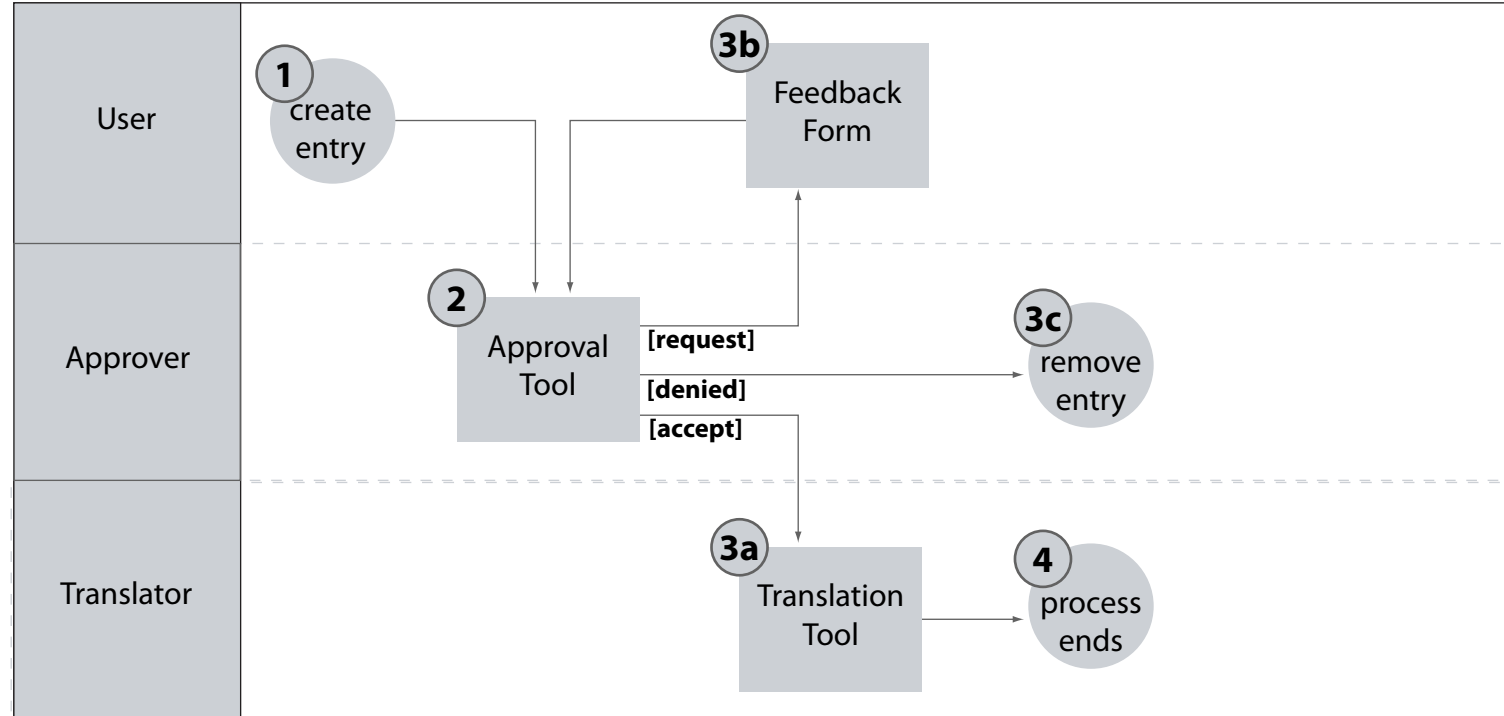 User
1
create
entry
3b
Feedback
Form
Approver
2
Approval
Tool
[request]
[denied]
[accept]
3c
remove
entry
Translator
3a
Translation
Tool
4
process
ends